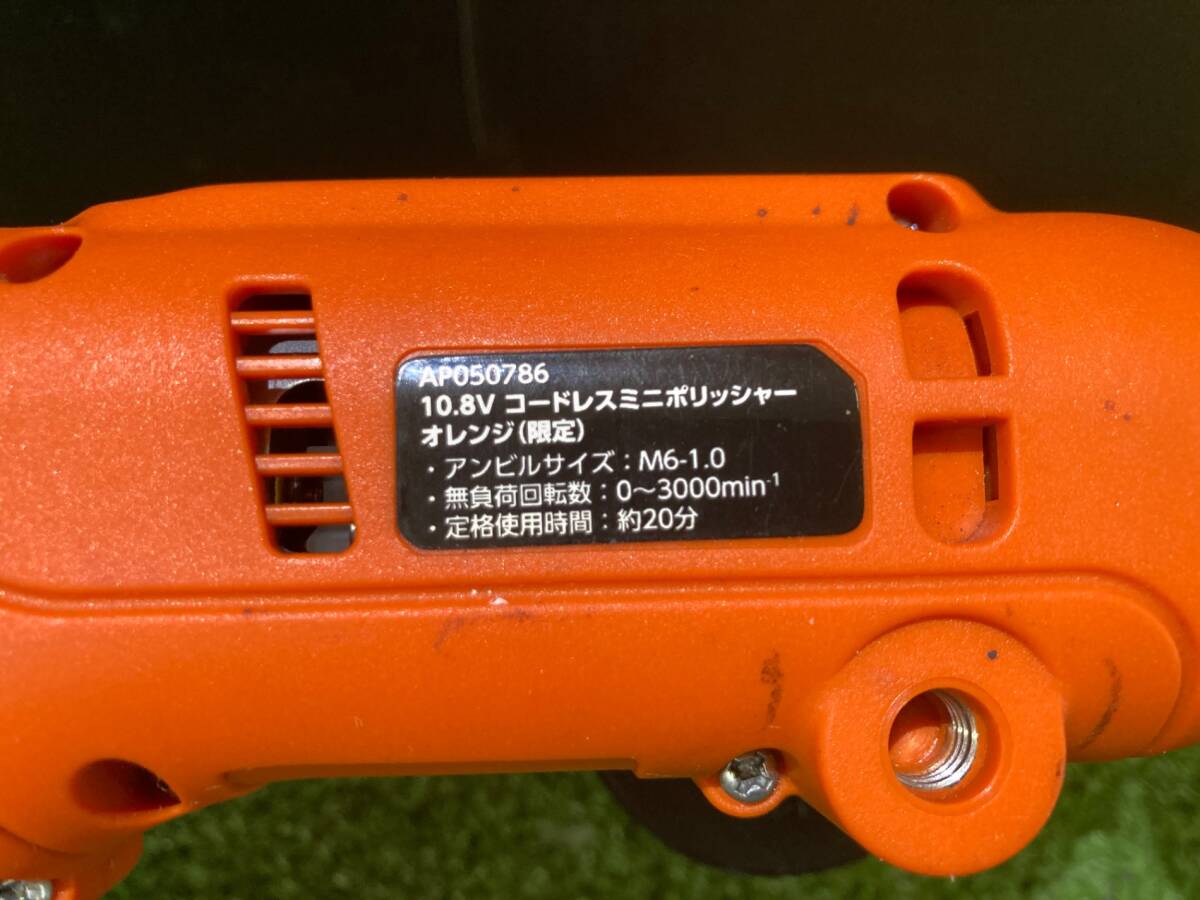 AP050786
10.8V コードレスミニポリッシャー
オレンジ(限定)
・アンビルサイズ：M6-1.0
・無負荷回転数：0～3000min⁻¹
・定格使用時間：約20分